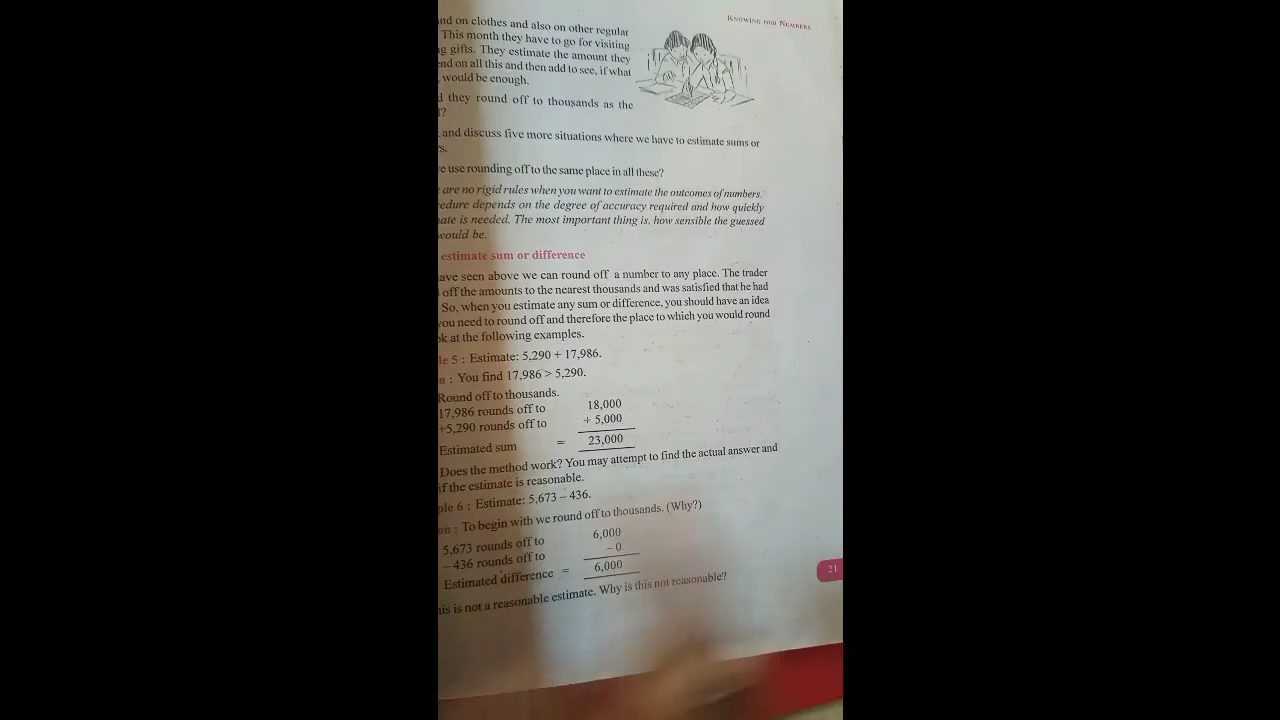 KNOWING OUR NUMBERS
nd on clothes and also on other regular
This month they have to go for visiting
g gifts. They estimate the amount they
nd on all this and then add to see, if what
would be enough.
they round off to thousands as the
?
and discuss five more situations where we have to estimate sums or
s.
e use rounding off to the same place in all these?
are no rigid rules when you want to estimate the outcomes of numbers.
edure depends on the degree of accuracy required and how quickly
ate is needed. The most important thing is, how sensible the guessed
would be.
estimate sum or difference
ave seen above we can round off a number to any place. The trader
off the amounts to the nearest thousands and was satisfied that he had
So, when you estimate any sum or difference, you should have an idea
you need to round off and therefore the place to which you would round
ok at the following examples.
le 5 : Estimate: 5,290 + 17,986.
n : You find 17,986 > 5,290.
Round off to thousands.
17,986 rounds off to 18,000
+5,290 rounds off to + 5,000
Estimated sum = 23,000
Does the method work? You may attempt to find the actual answer and
if the estimate is reasonable.
ple 6 : Estimate: 5,673 – 436.
on : To begin with we round off to thousands. (Why?)
5,673 rounds off to 6,000
– 436 rounds off to – 0
Estimated difference = 6,000
his is not a reasonable estimate. Why is this not reasonable?
21